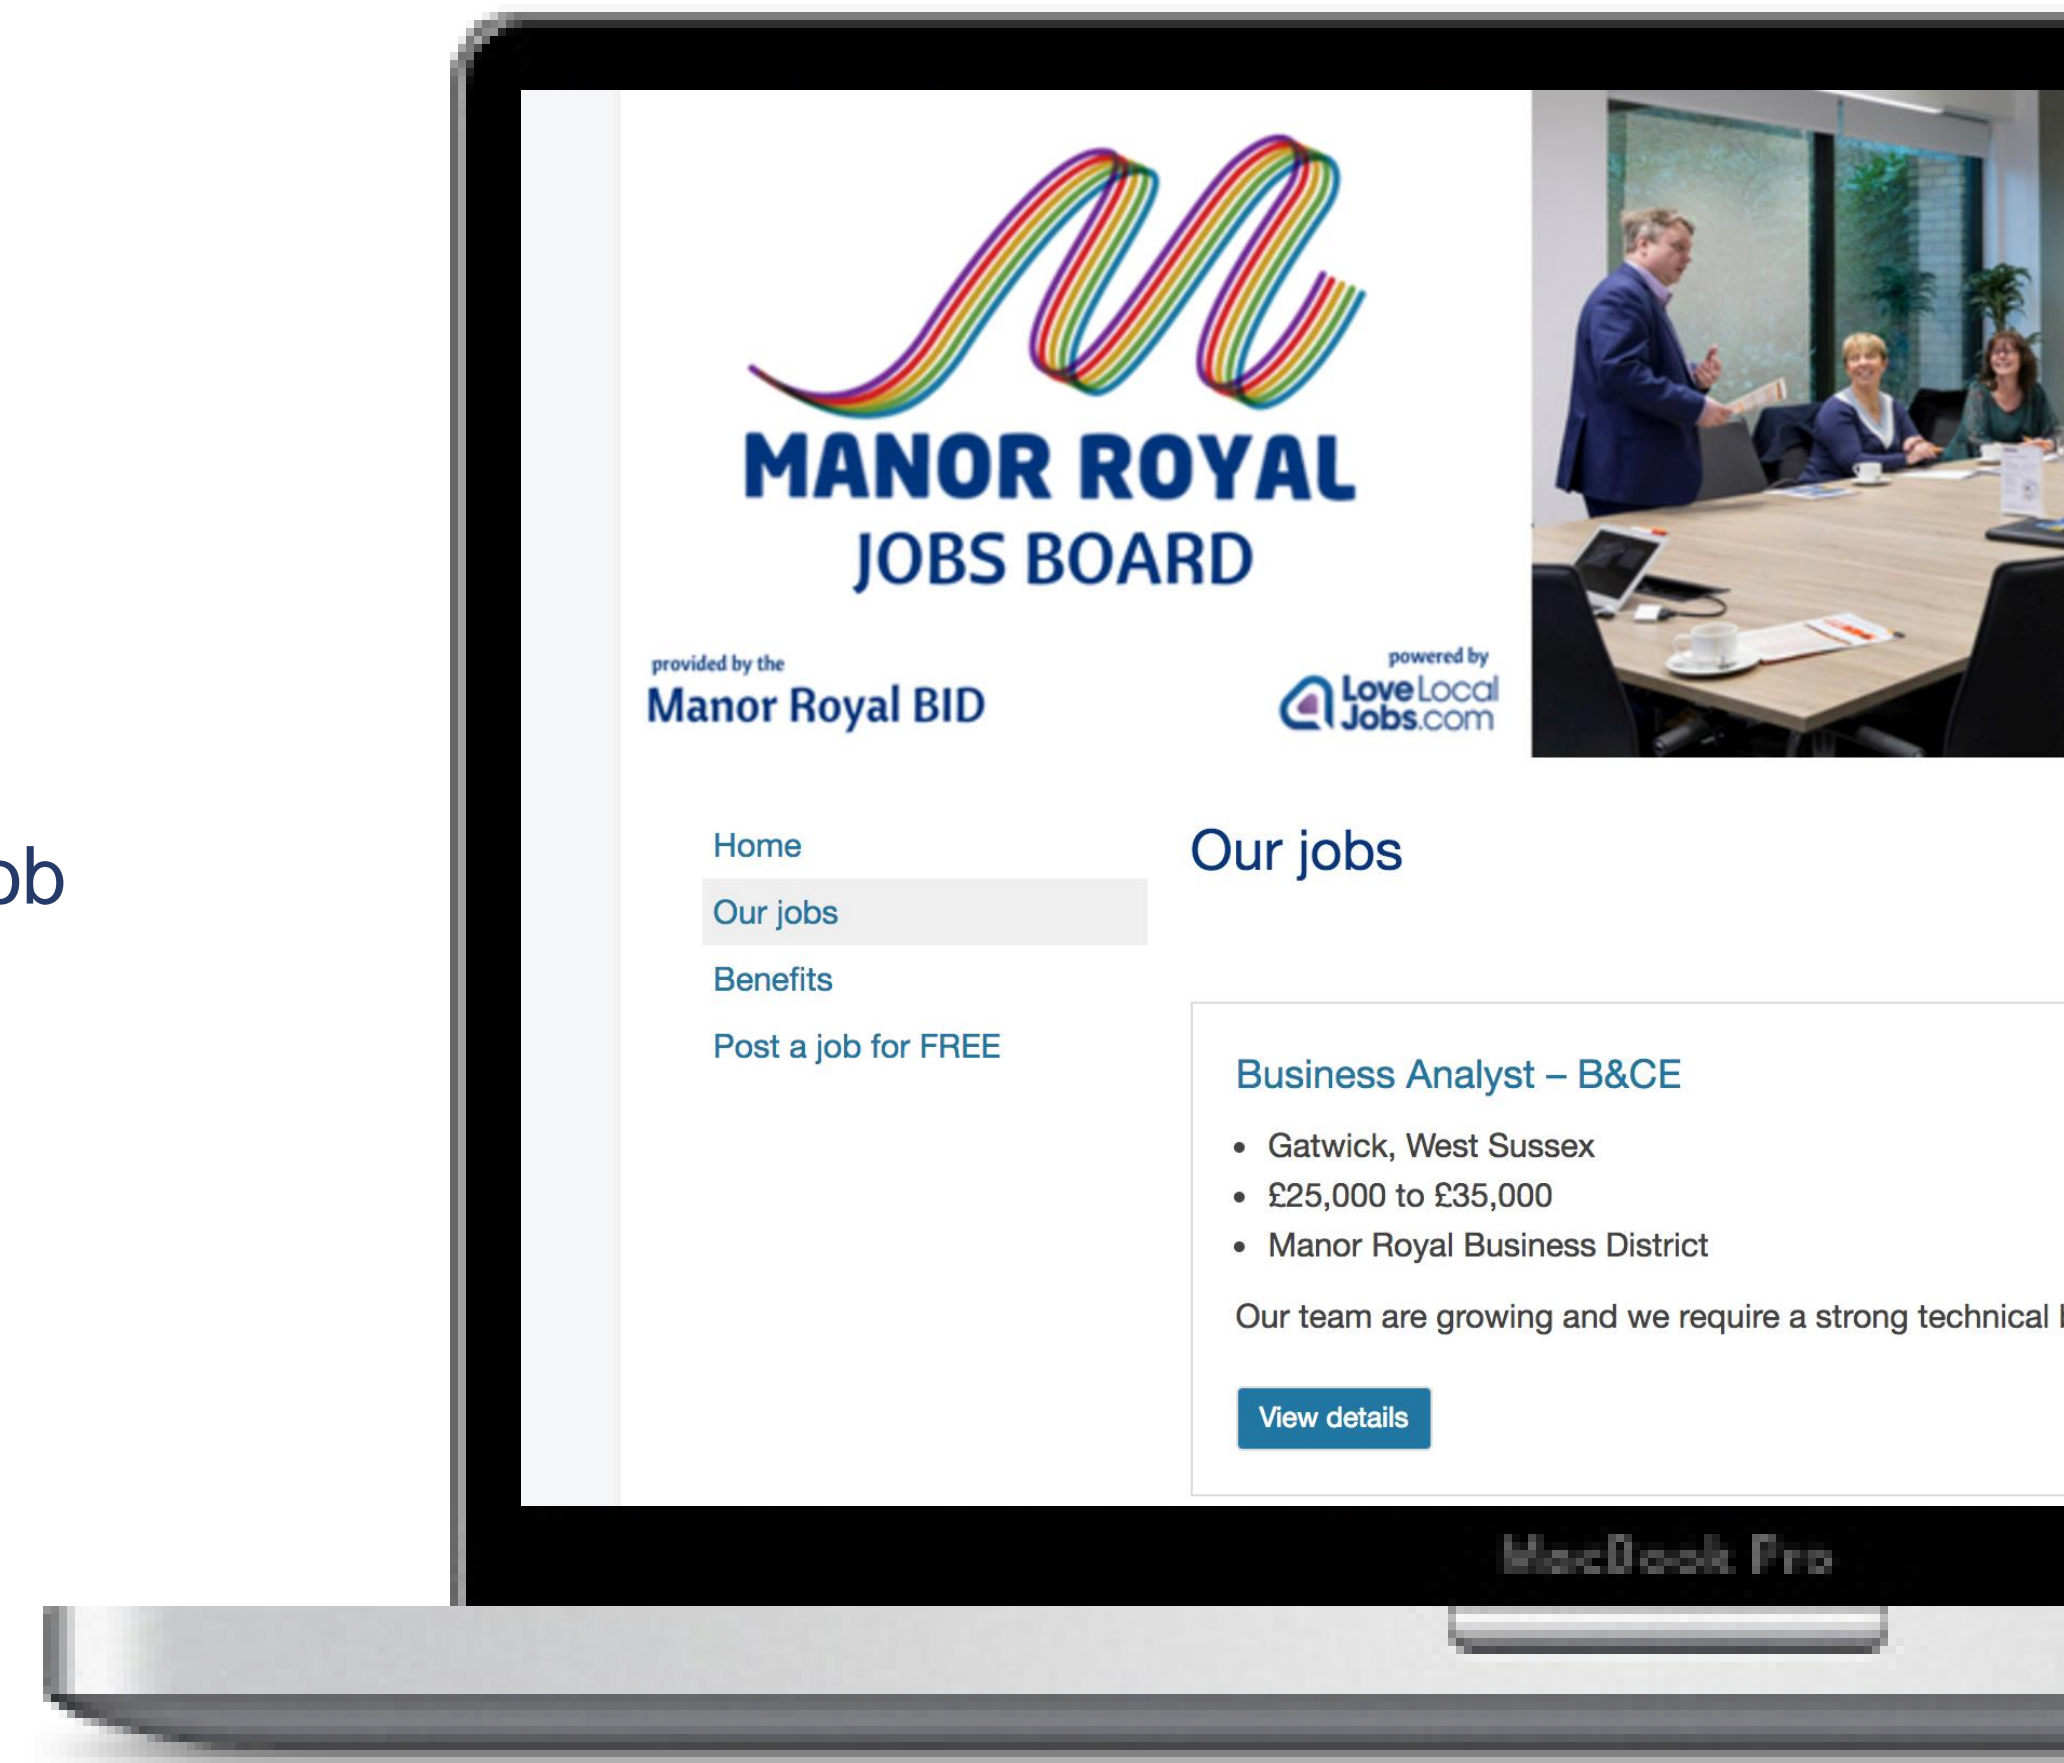 MANOR ROYAL
JOBS BOARD
provided by the
Manor Royal BID
powered by
LoveLocal
Jobs.com
Home
Our jobs
Benefits
Post a job for FREE
Our jobs
Business Analyst – B&CE
• Gatwick, West Sussex
• £25,000 to £35,000
• Manor Royal Business District
Our team are growing and we require a strong technical
View details
MacBook Pro